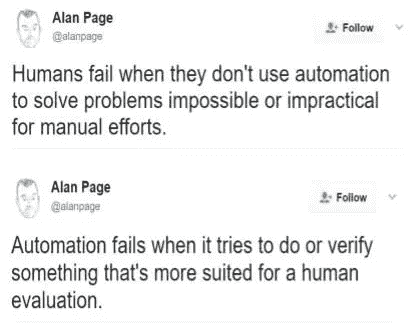 Alan Page
@alanpage
Follow
Humans fail when they don't use automation
to solve problems impossible or impractical
for manual efforts.
Alan Page
@alanpage
Follow
Automation fails when it tries to do or verify
something that's more suited for a human
evaluation.